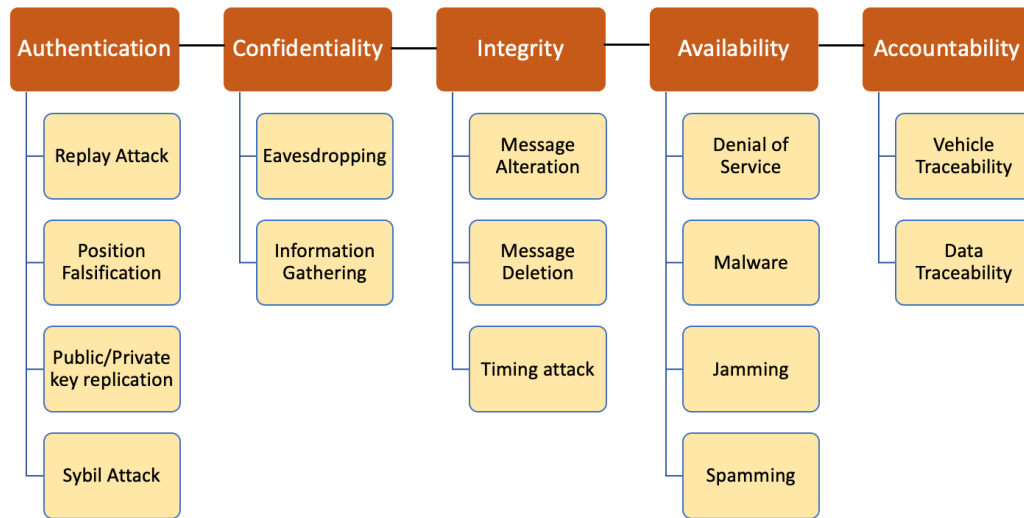 Authentication
Confidentiality
Integrity
Availability
Accountability
Replay Attack
Position
Falsification
Public/Private
key replication
Sybil Attack
Eavesdropping
Information
Gathering
Message
Alteration
Message
Deletion
Timing attack
Denial of
Service
Malware
Jamming
Spamming
Vehicle
Traceability
Data
Traceability